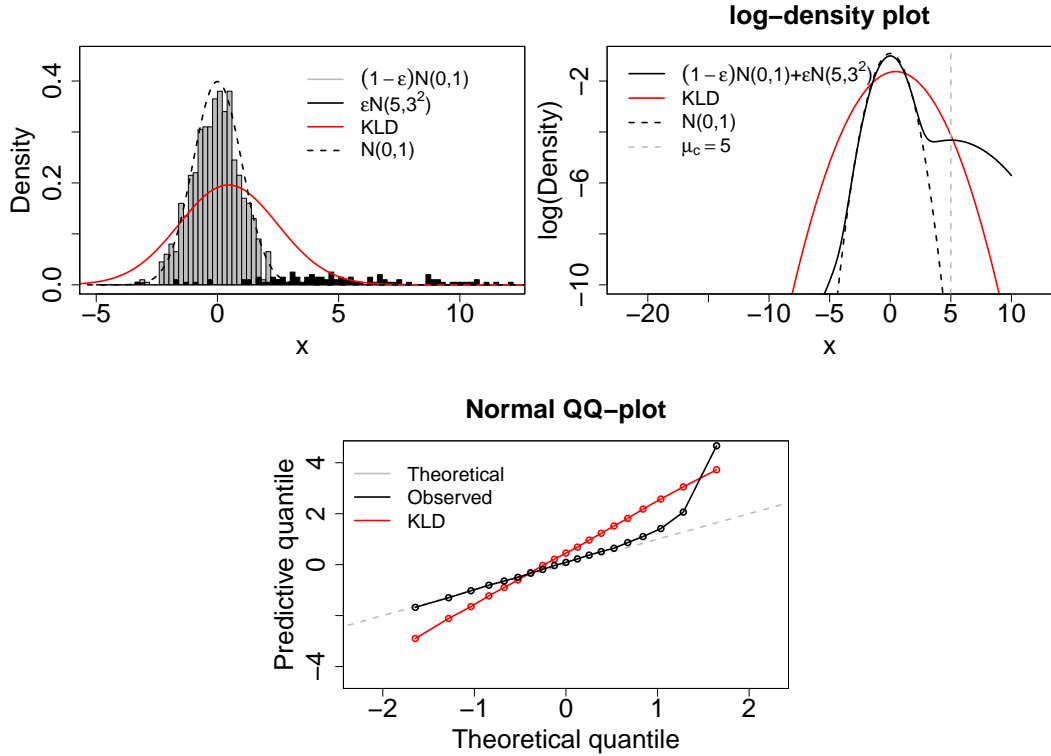 log−density plot
(1−ε)N(0,1)
εN(5,3²)
KLD
N(0,1)
Density
0.0
0.2
0.4
−5
0
5
10
x
(1−ε)N(0,1)+εN(5,3²)
KLD
N(0,1)
μc=5
log(Density)
−2
−6
−10
−20
−10
−5
0
5
10
x
Normal QQ−plot
Theoretical
Observed
KLD
Predictive quantile
4
2
0
−4
−2
−1
0
1
2
Theoretical quantile